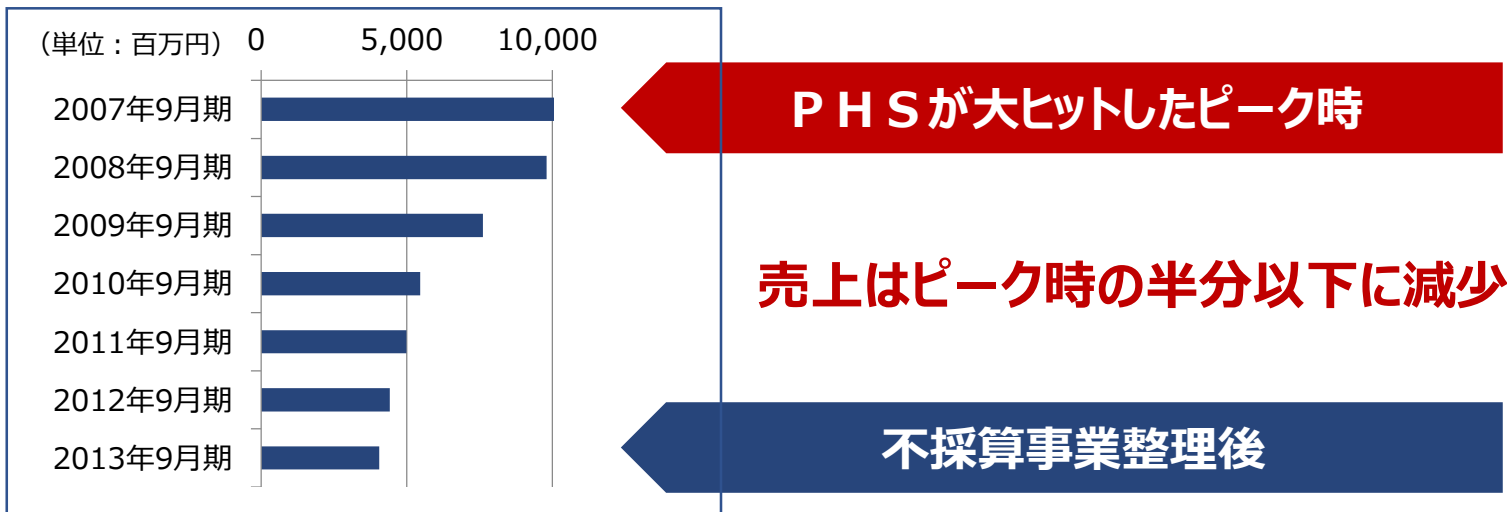 （単位：百万円） 0 5,000 10,000
2007年9月期
ＰＨＳが大ヒットしたピーク時
2008年9月期
2009年9月期
2010年9月期
売上はピーク時の半分以下に減少
2011年9月期
2012年9月期
2013年9月期
不採算事業整理後